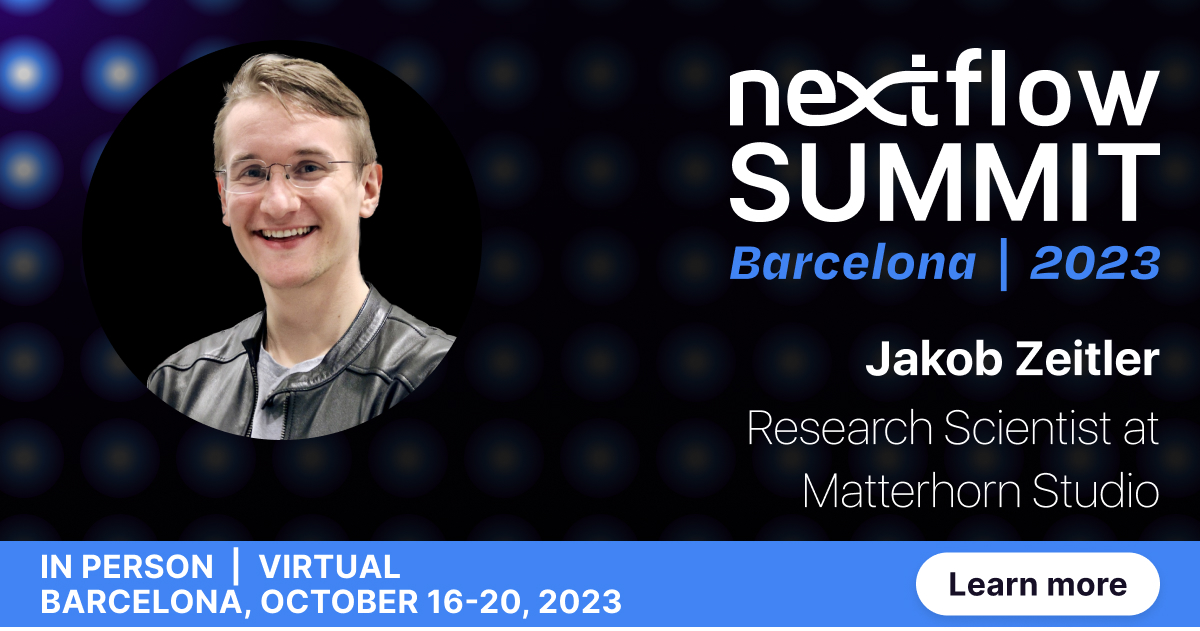 nextflow
SUMMIT
Barcelona | 2023
Jakob Zeitler
Research Scientist at
Matterhorn Studio
IN PERSON | VIRTUAL
BARCELONA, OCTOBER 16-20, 2023
Learn more